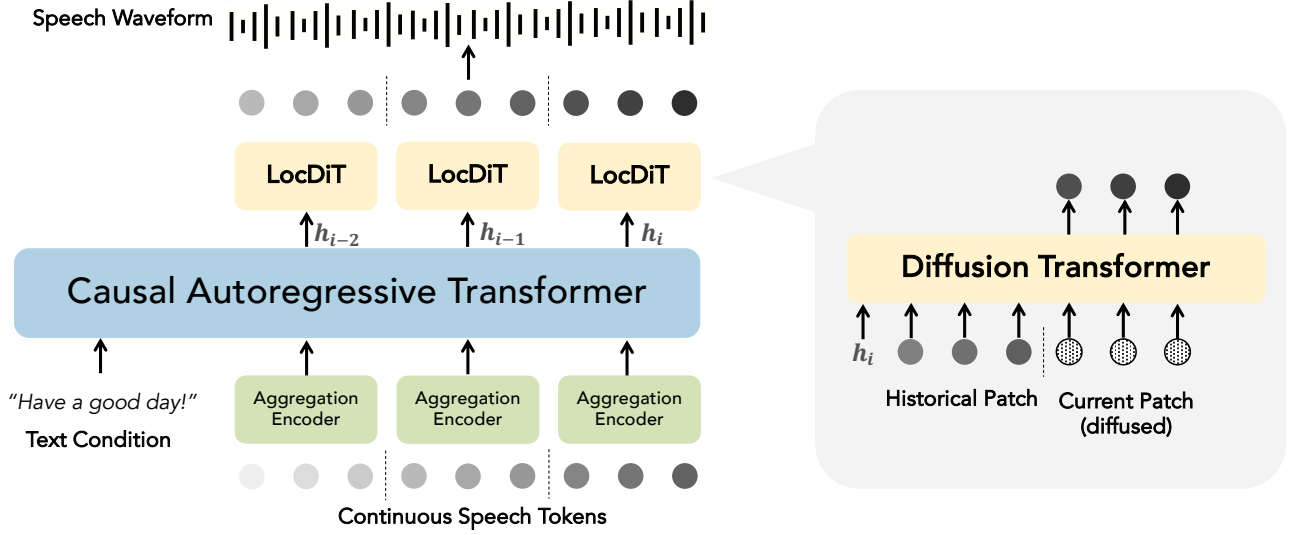 Speech Waveform
LocDiT LocDiT LocDiT
h_{i-2} h_{i-1} h_i
Causal Autoregressive Transformer
"Have a good day!"
Text Condition
Aggregation Encoder
Aggregation Encoder
Aggregation Encoder
Continuous Speech Tokens
Diffusion Transformer
h_i
Historical Patch
Current Patch
(diffused)